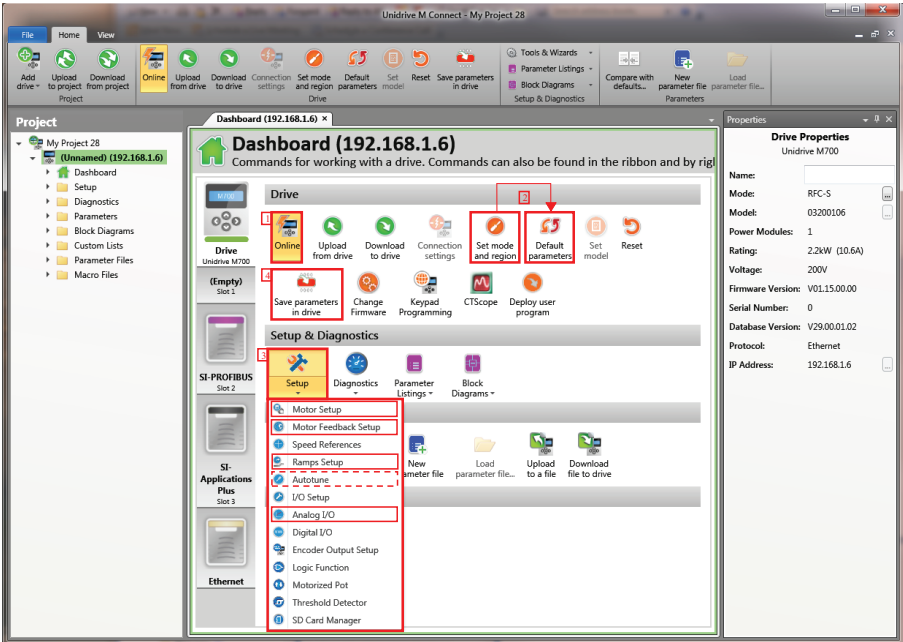 Unidrive M Connect - My Project 28
File Home View
Add drive
Upload to project
Download from project
Online
Upload from drive
Download to drive
Connection settings
Set mode and region
Default parameters
Set model
Reset
Save parameters in drive
Tools & Wizards
Parameter Listings
Block Diagrams
Compare with defaults...
New parameter file
Load parameter file...
Project
Drive
Setup & Diagnostics
Parameters
Project
My Project 28
(Unnamed) (192.168.1.6)
Dashboard
Setup
Diagnostics
Parameters
Block Diagrams
Custom Lists
Parameter Files
Macro Files
Dashboard (192.168.1.6) ×
Dashboard (192.168.1.6)
Commands for working with a drive. Commands can also be found in the ribbon and by rigl
M700
Drive
Unidrive M700
(Empty)
Slot 1
SI-PROFIBUS
Slot 2
SI-
Applications
Plus
Slot 3
Ethernet
Drive
2
1
Online
Upload from drive
Download to drive
Connection settings
Set mode and region
Default parameters
Set model
Reset
4
Save parameters in drive
Change Firmware
Keypad Programming
CTScope
Deploy user program
Setup & Diagnostics
3
Setup
Diagnostics
Parameter Listings
Block Diagrams
Motor Setup
Motor Feedback Setup
Speed References
Ramps Setup
Autotune
I/O Setup
Analog I/O
Digital I/O
Encoder Output Setup
Logic Function
Motorized Pot
Threshold Detector
SD Card Manager
New
ameter file
Load parameter file...
Upload to a file
Download file to drive
Properties
Drive Properties
Unidrive M700
Name:
Mode: RFC-S
Model: 03200106
Power Modules: 1
Rating: 2.2kW (10.6A)
Voltage: 200V
Firmware Version: V01.15.00.00
Serial Number: 0
Database Version: V29.00.01.02
Protocol: Ethernet
IP Address: 192.168.1.6